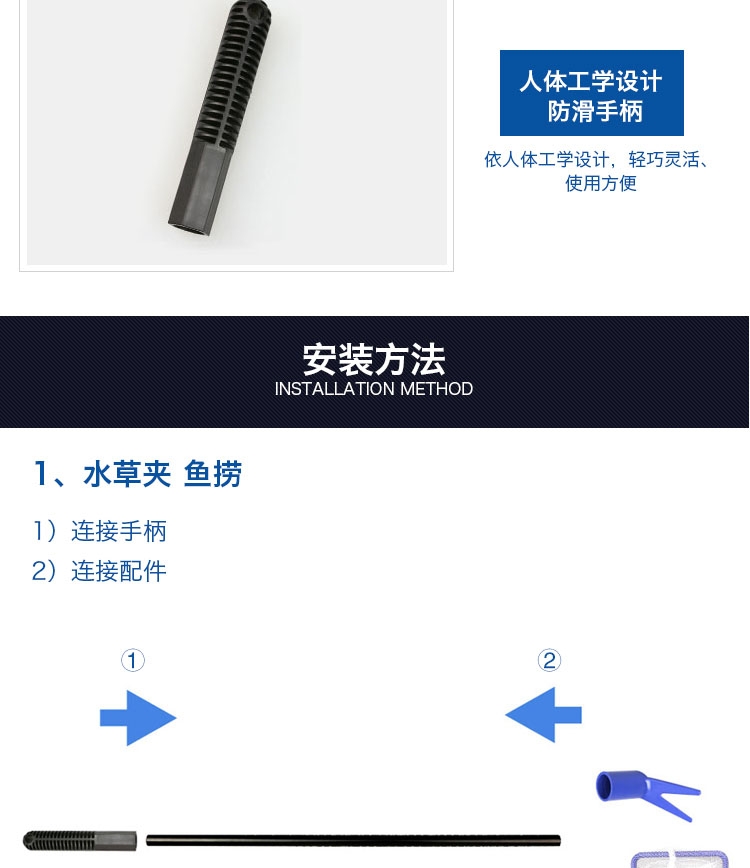 人体工学设计
防滑手柄
依人体工学设计，轻巧灵活、
使用方便
安装方法
INSTALLATION METHOD
1、水草夹 鱼捞
1）连接手柄
2）连接配件
① ②